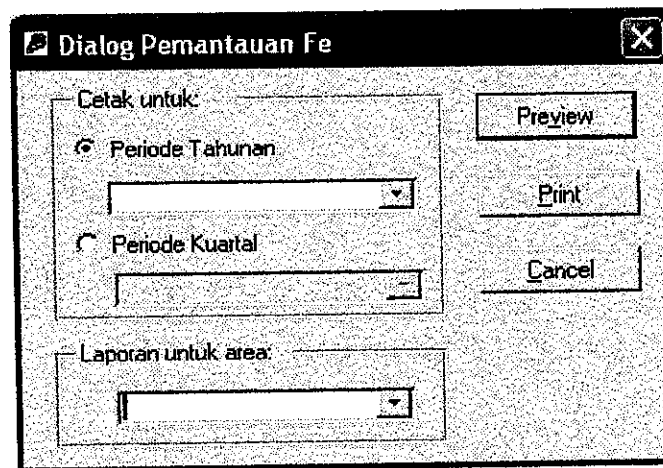 Dialog Pemantauan Fe
Cetak untuk:
Periode Tahunan
Periode Kuartal
Laporan untuk area:
Preview
Print
Cancel